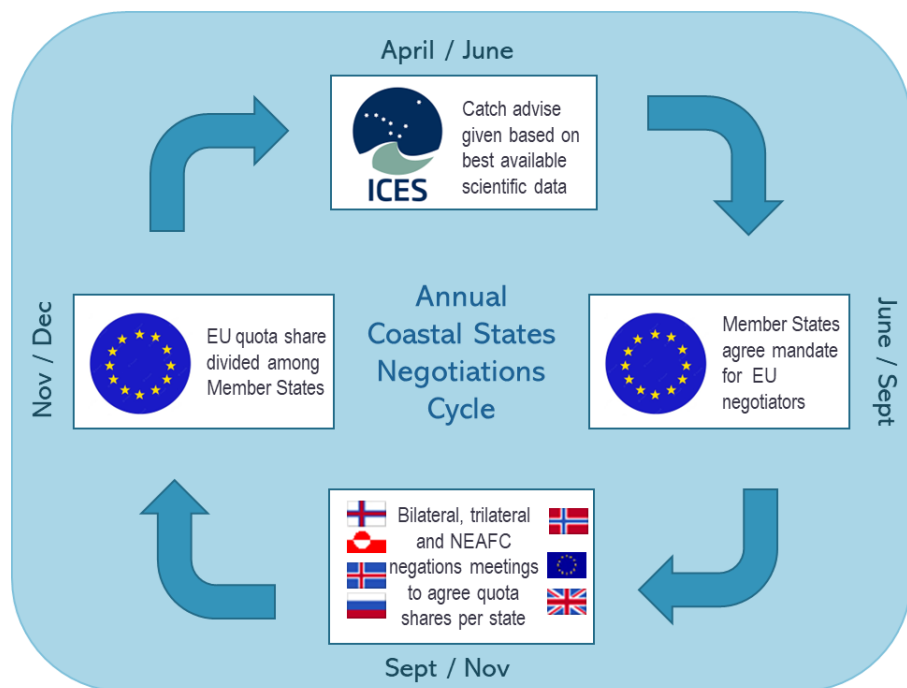 April / June
Catch advise
given based on
best available
scientific data
ICES
Nov / Dec
EU quota share
divided among
Member States
Annual
Coastal States
Negotiations
Cycle
Member States
agree mandate
for EU
negotiators
June / Sept
Bilateral, trilateral
and NEAFC
negations meetings
to agree quota
shares per state
Sept / Nov